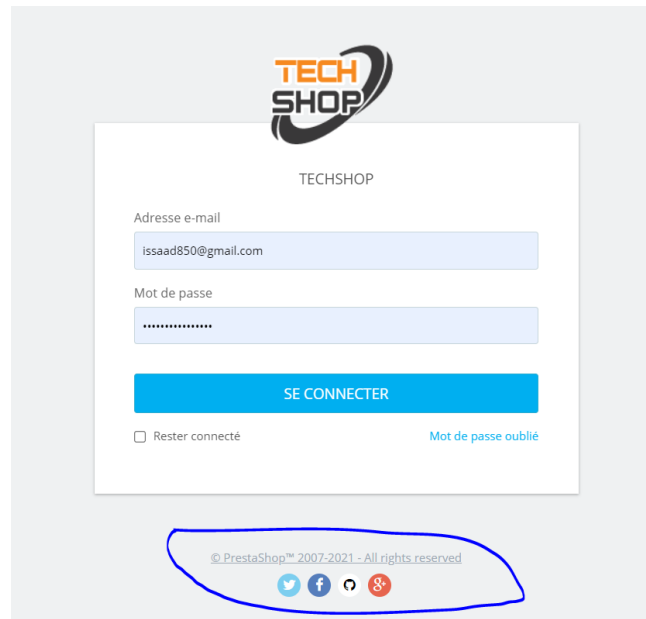 TECH
SHOP
TECHSHOP
Adresse e-mail
issaad850@gmail.com
Mot de passe
••••••••••••••••
SE CONNECTER
Rester connecté
Mot de passe oublié
© PrestaShop™ 2007-2021 - All rights reserved